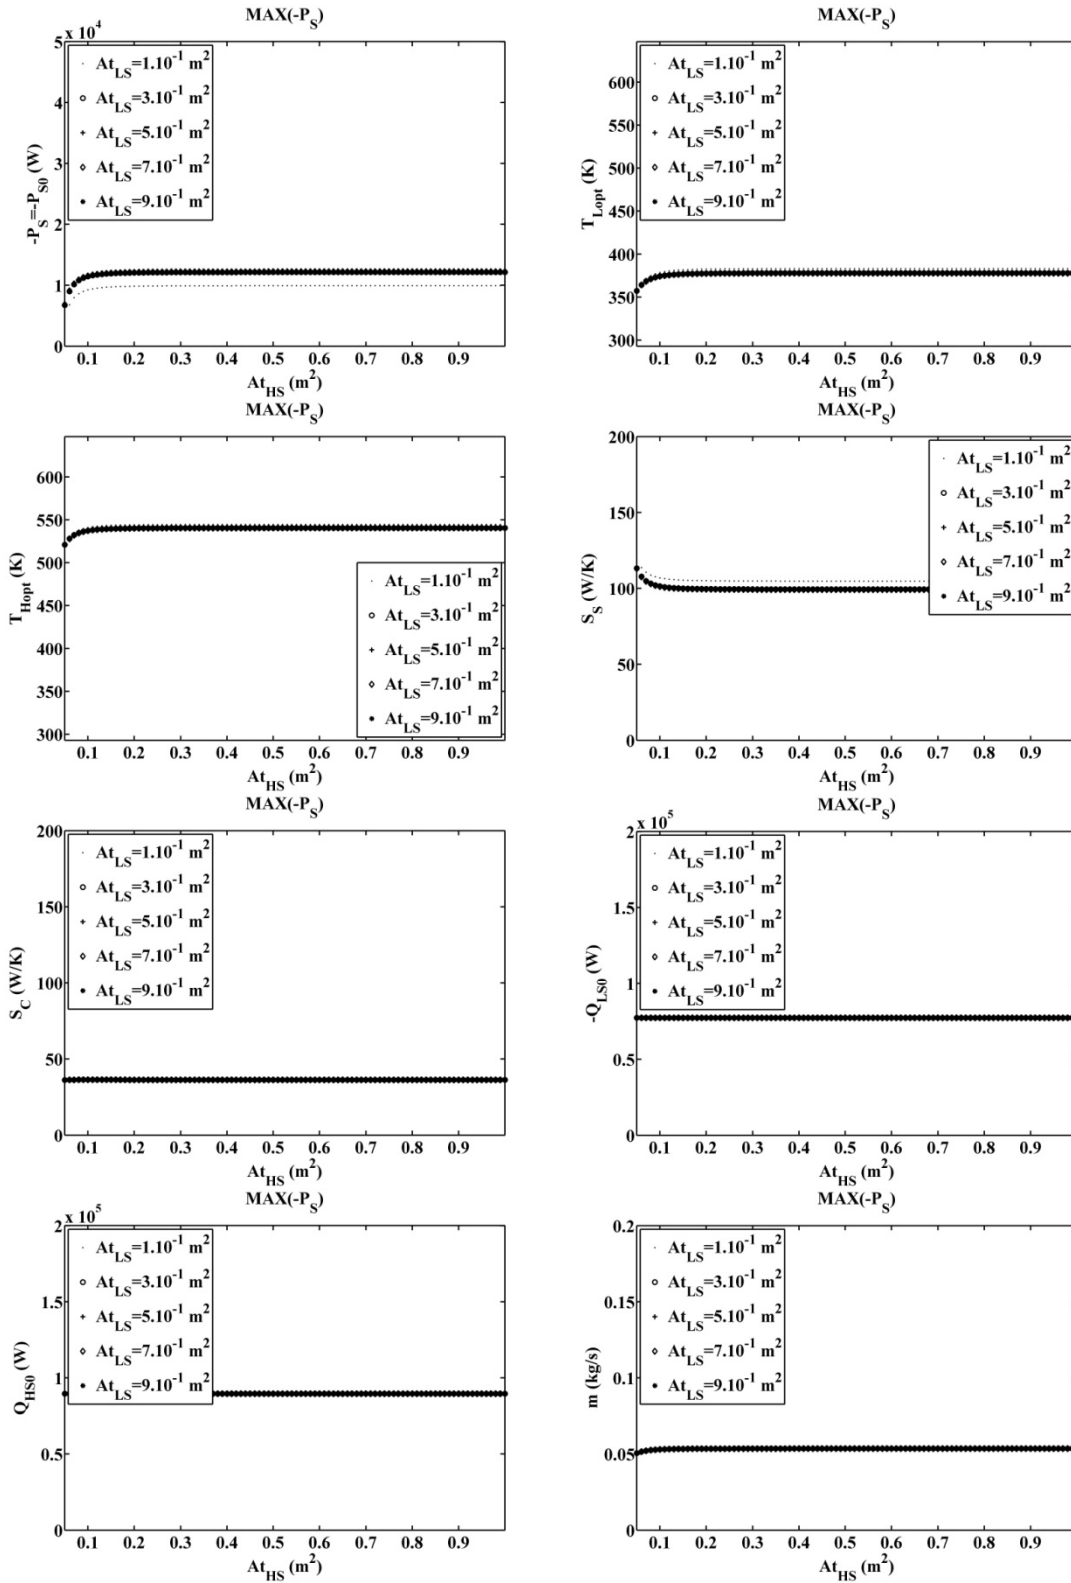 MAX(-P_S)
x 10^4
-P_S=-P_S0 (W)
5
4
3
2
1
0
At_LS=1.10^-1 m^2
At_LS=3.10^-1 m^2
At_LS=5.10^-1 m^2
At_LS=7.10^-1 m^2
At_LS=9.10^-1 m^2
0.1 0.2 0.3 0.4 0.5 0.6 0.7 0.8 0.9
At_HS (m^2)
MAX(-P_S)
T_Lopt (K)
600
550
500
450
400
350
300
At_LS=1.10^-1 m^2
At_LS=3.10^-1 m^2
At_LS=5.10^-1 m^2
At_LS=7.10^-1 m^2
At_LS=9.10^-1 m^2
0.1 0.2 0.3 0.4 0.5 0.6 0.7 0.8 0.9
At_HS (m^2)
MAX(-P_S)
T_Hopt (K)
600
550
500
450
400
350
300
At_LS=1.10^-1 m^2
At_LS=3.10^-1 m^2
At_LS=5.10^-1 m^2
At_LS=7.10^-1 m^2
At_LS=9.10^-1 m^2
0.1 0.2 0.3 0.4 0.5 0.6 0.7 0.8 0.9
At_HS (m^2)
MAX(-P_S)
S_S (W/K)
200
150
100
50
0
At_LS=1.10^-1 m^2
At_LS=3.10^-1 m^2
At_LS=5.10^-1 m^2
At_LS=7.10^-1 m^2
At_LS=9.10^-1 m^2
0.1 0.2 0.3 0.4 0.5 0.6 0.7 0.8 0.9
At_HS (m^2)
MAX(-P_S)
S_C (W/K)
200
150
100
50
0
At_LS=1.10^-1 m^2
At_LS=3.10^-1 m^2
At_LS=5.10^-1 m^2
At_LS=7.10^-1 m^2
At_LS=9.10^-1 m^2
0.1 0.2 0.3 0.4 0.5 0.6 0.7 0.8 0.9
At_HS (m^2)
MAX(-P_S)
x 10^5
-Q_LS0 (W)
2
1.5
1
0.5
0
At_LS=1.10^-1 m^2
At_LS=3.10^-1 m^2
At_LS=5.10^-1 m^2
At_LS=7.10^-1 m^2
At_LS=9.10^-1 m^2
0.1 0.2 0.3 0.4 0.5 0.6 0.7 0.8 0.9
At_HS (m^2)
MAX(-P_S)
x 10^5
Q_HS0 (W)
2
1.5
1
0.5
0
At_LS=1.10^-1 m^2
At_LS=3.10^-1 m^2
At_LS=5.10^-1 m^2
At_LS=7.10^-1 m^2
At_LS=9.10^-1 m^2
0.1 0.2 0.3 0.4 0.5 0.6 0.7 0.8 0.9
At_HS (m^2)
MAX(-P_S)
m (kg/s)
0.2
0.15
0.1
0.05
0
At_LS=1.10^-1 m^2
At_LS=3.10^-1 m^2
At_LS=5.10^-1 m^2
At_LS=7.10^-1 m^2
At_LS=9.10^-1 m^2
0.1 0.2 0.3 0.4 0.5 0.6 0.7 0.8 0.9
At_HS (m^2)